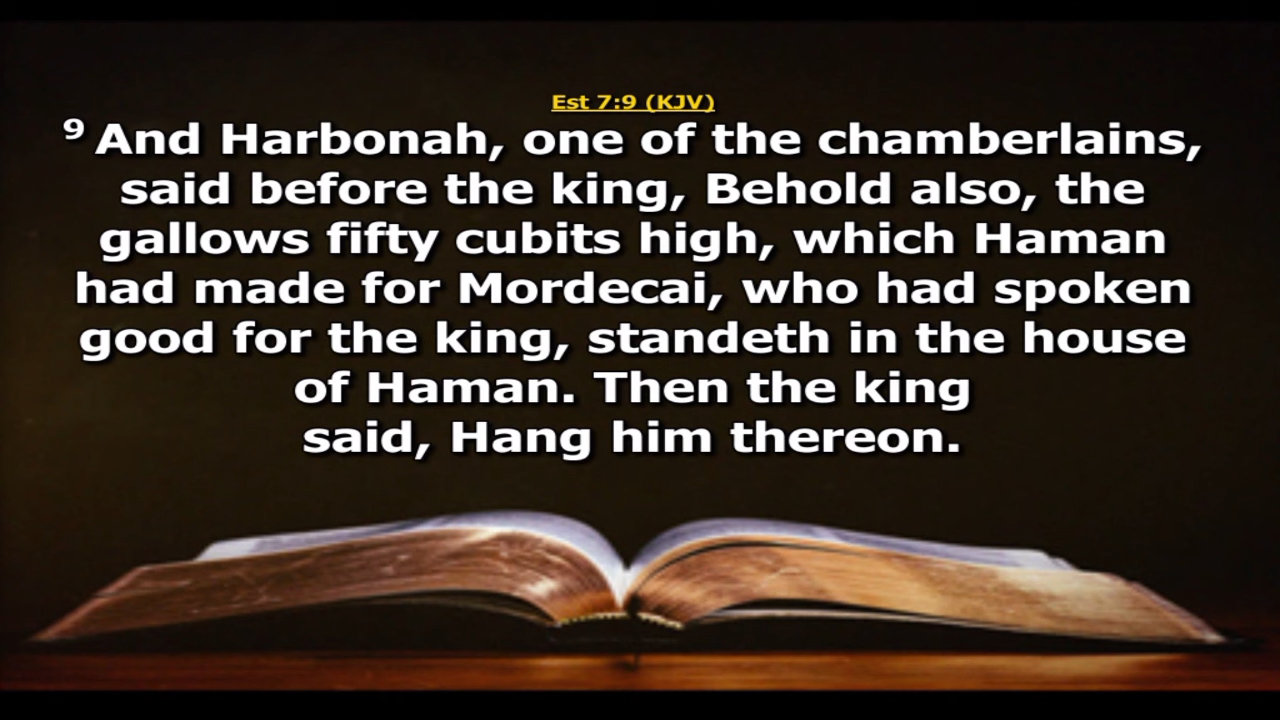 Est 7:9 (KJV)
9 And Harbonah, one of the chamberlains,
said before the king, Behold also, the
gallows fifty cubits high, which Haman
had made for Mordecai, who had spoken
good for the king, standeth in the house
of Haman. Then the king
said, Hang him thereon.